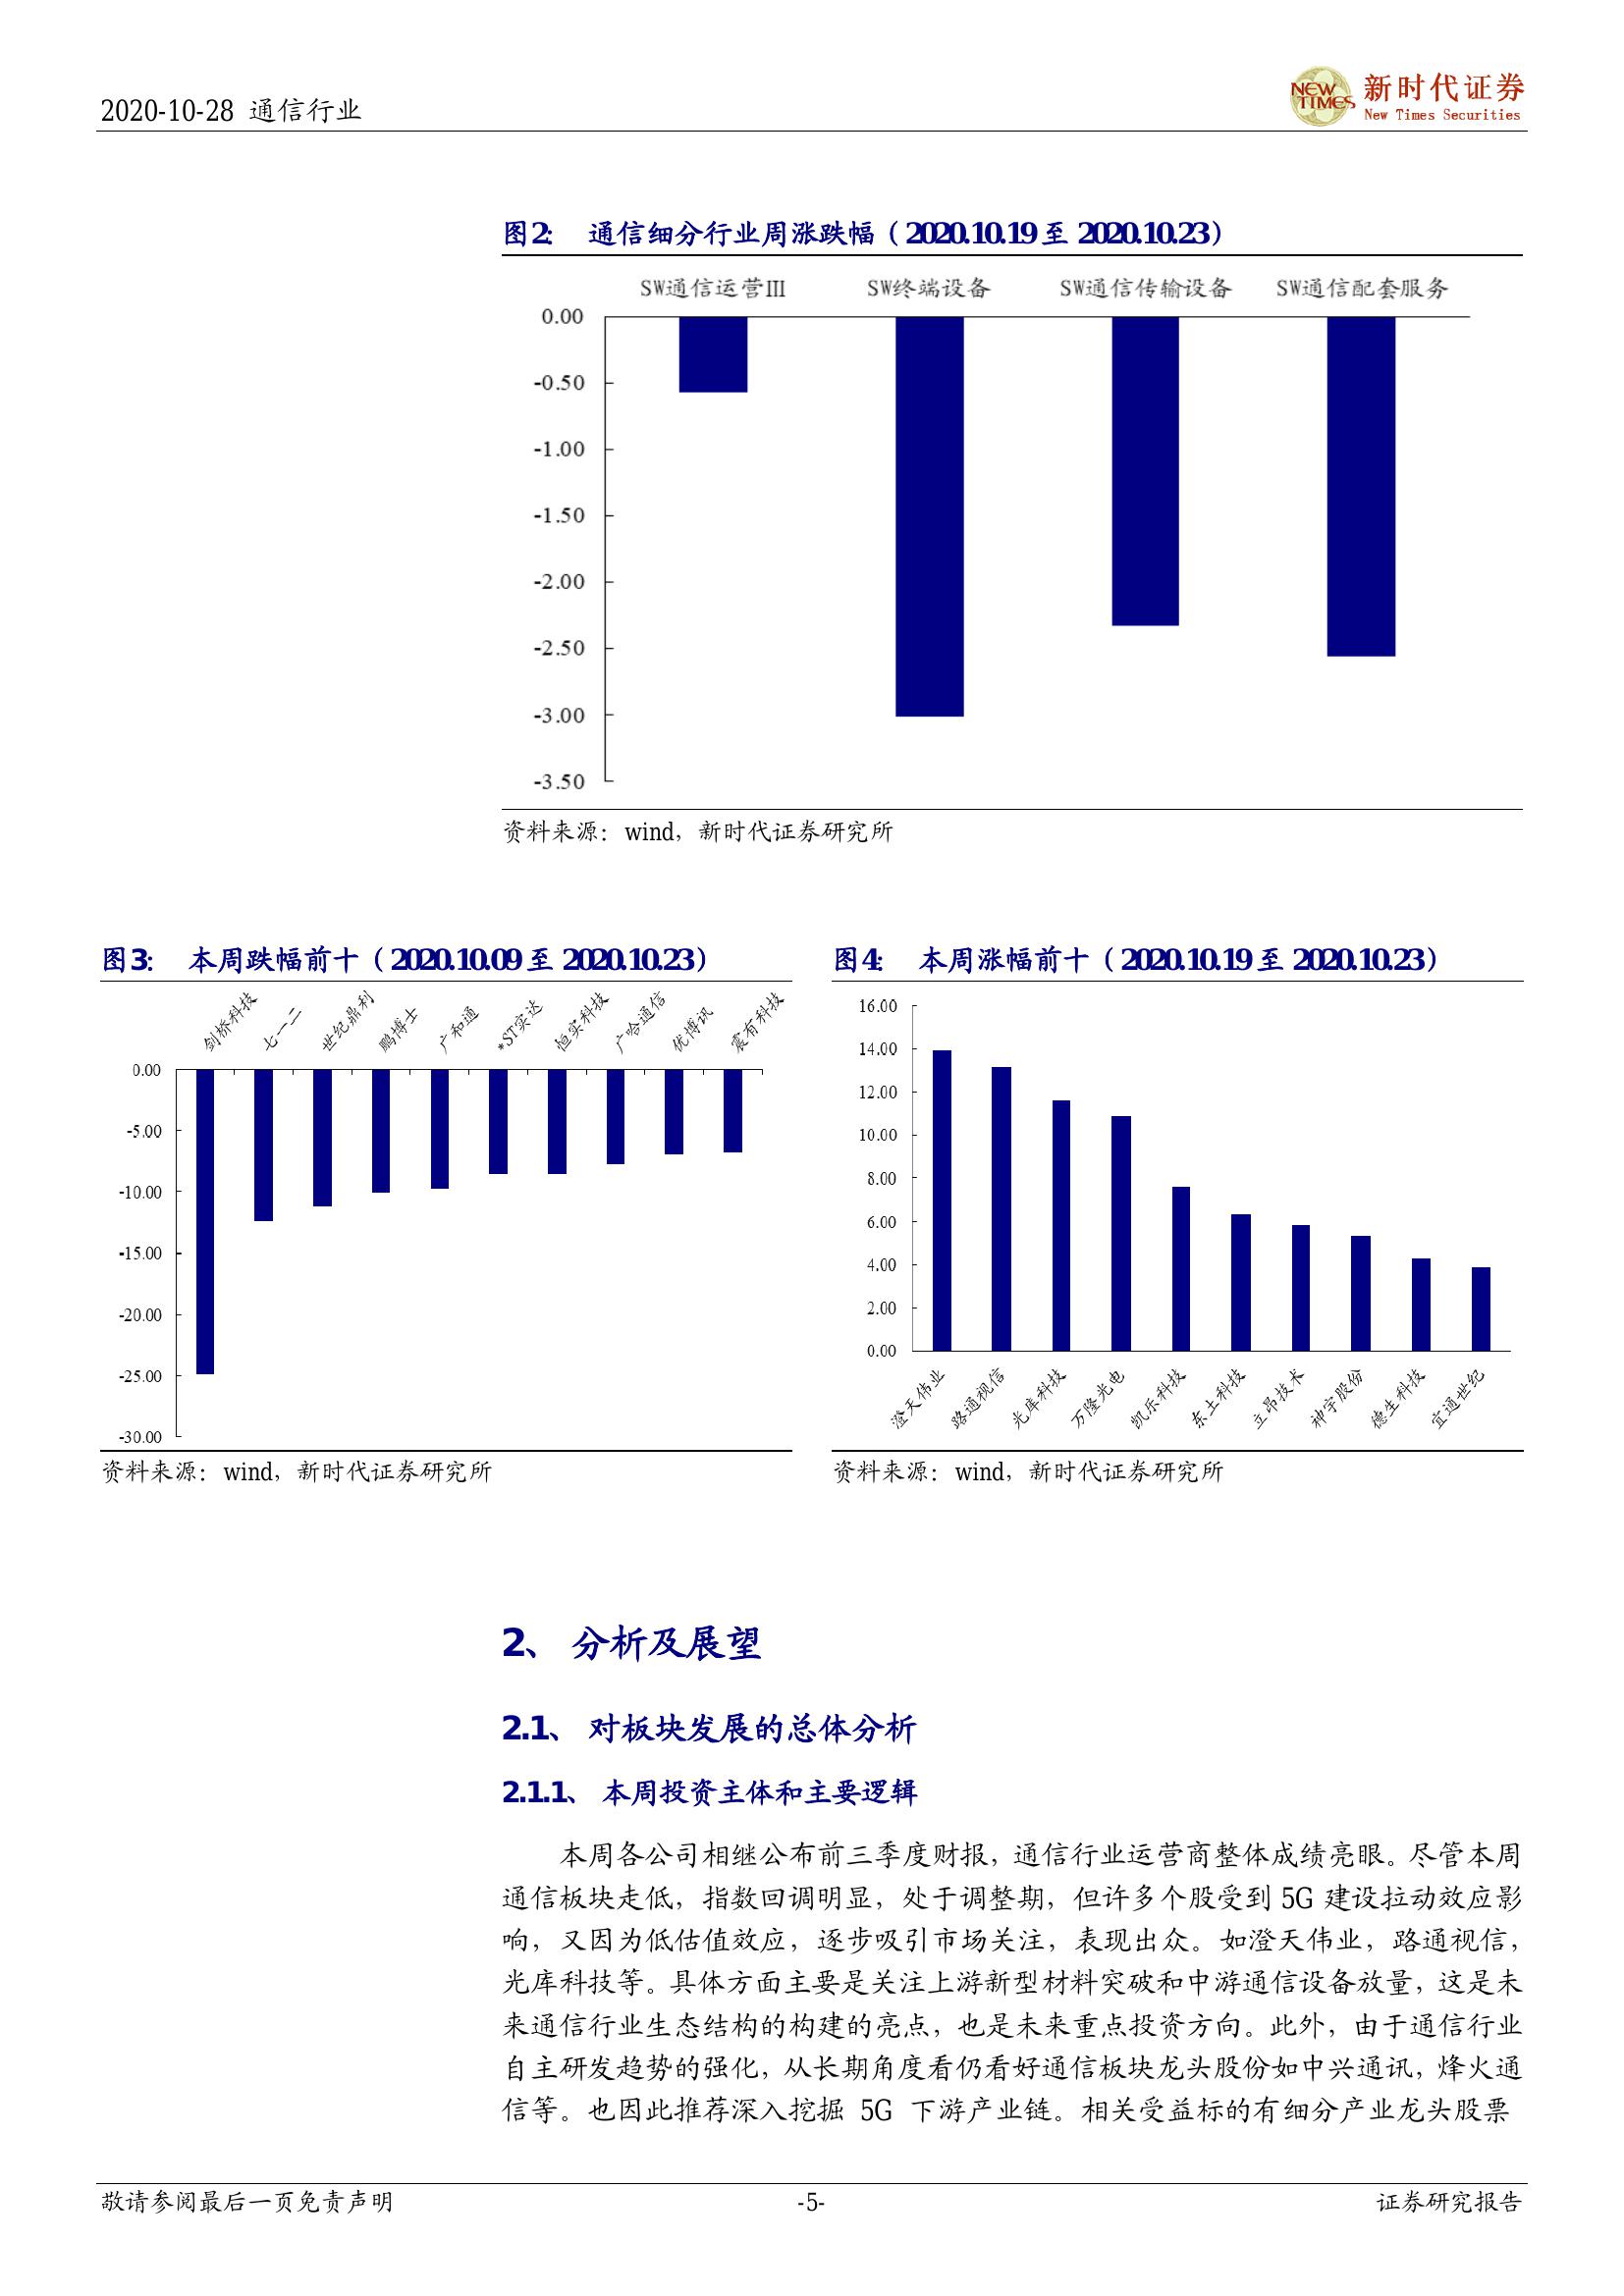 2020-10-28 通信行业
NEW TIMES
新时代证券
New Times Securities
图2: 通信细分行业周涨跌幅（2020.10.19 至 2020.10.23）
SW通信运营III SW终端设备 SW通信传输设备 SW通信配套服务
0.00
-0.50
-1.00
-1.50
-2.00
-2.50
-3.00
-3.50
资料来源：wind，新时代证券研究所
图3: 本周跌幅前十（2020.10.09 至 2020.10.23）
剑桥科技 七一二 世纪鼎利 鹏博士 广和通 *ST实达 恒实科技 广哈通信 优博讯 震有科技
0.00
-5.00
-10.00
-15.00
-20.00
-25.00
-30.00
资料来源：wind，新时代证券研究所
图4: 本周涨幅前十（2020.10.19 至 2020.10.23）
16.00
14.00
12.00
10.00
8.00
6.00
4.00
2.00
0.00
澄天伟业 路通视信 光库科技 万隆光电 凯乐科技 东土科技 立昂技术 神宇股份 德生科技 宜通世纪
资料来源：wind，新时代证券研究所
2、 分析及展望
2.1、 对板块发展的总体分析
2.1.1、 本周投资主体和主要逻辑
本周各公司相继公布前三季度财报，通信行业运营商整体成绩亮眼。尽管本周
通信板块走低，指数回调明显，处于调整期，但许多个股受到 5G 建设拉动效应影
响，又因为低估值效应，逐步吸引市场关注，表现出众。如澄天伟业，路通视信，
光库科技等。具体方面主要是关注上游新型材料突破和中游通信设备放量，这是未
来通信行业生态结构的构建的亮点，也是未来重点投资方向。此外，由于通信行业
自主研发趋势的强化，从长期角度看仍看好通信板块龙头股份如中兴通讯，烽火通
信等。也因此推荐深入挖掘 5G 下游产业链。相关受益标的有细分产业龙头股票
敬请参阅最后一页免责声明 -5- 证券研究报告